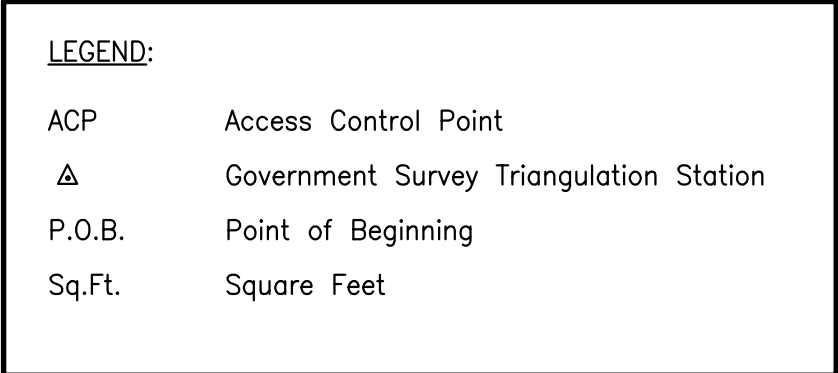 LEGEND:
ACP Access Control Point
Government Survey Triangulation Station
P.O.B. Point of Beginning
Sq.Ft. Square Feet